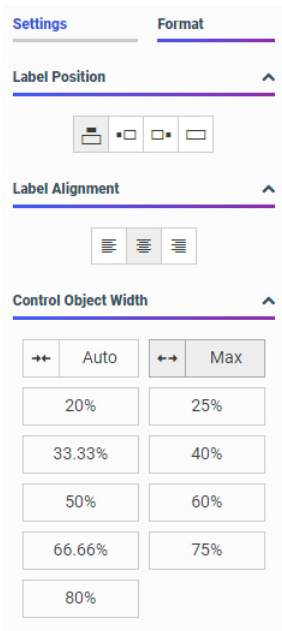 Settings Format
Label Position
Label Alignment
Control Object Width
Auto Max
20% 25%
33.33% 40%
50% 60%
66.66% 75%
80%